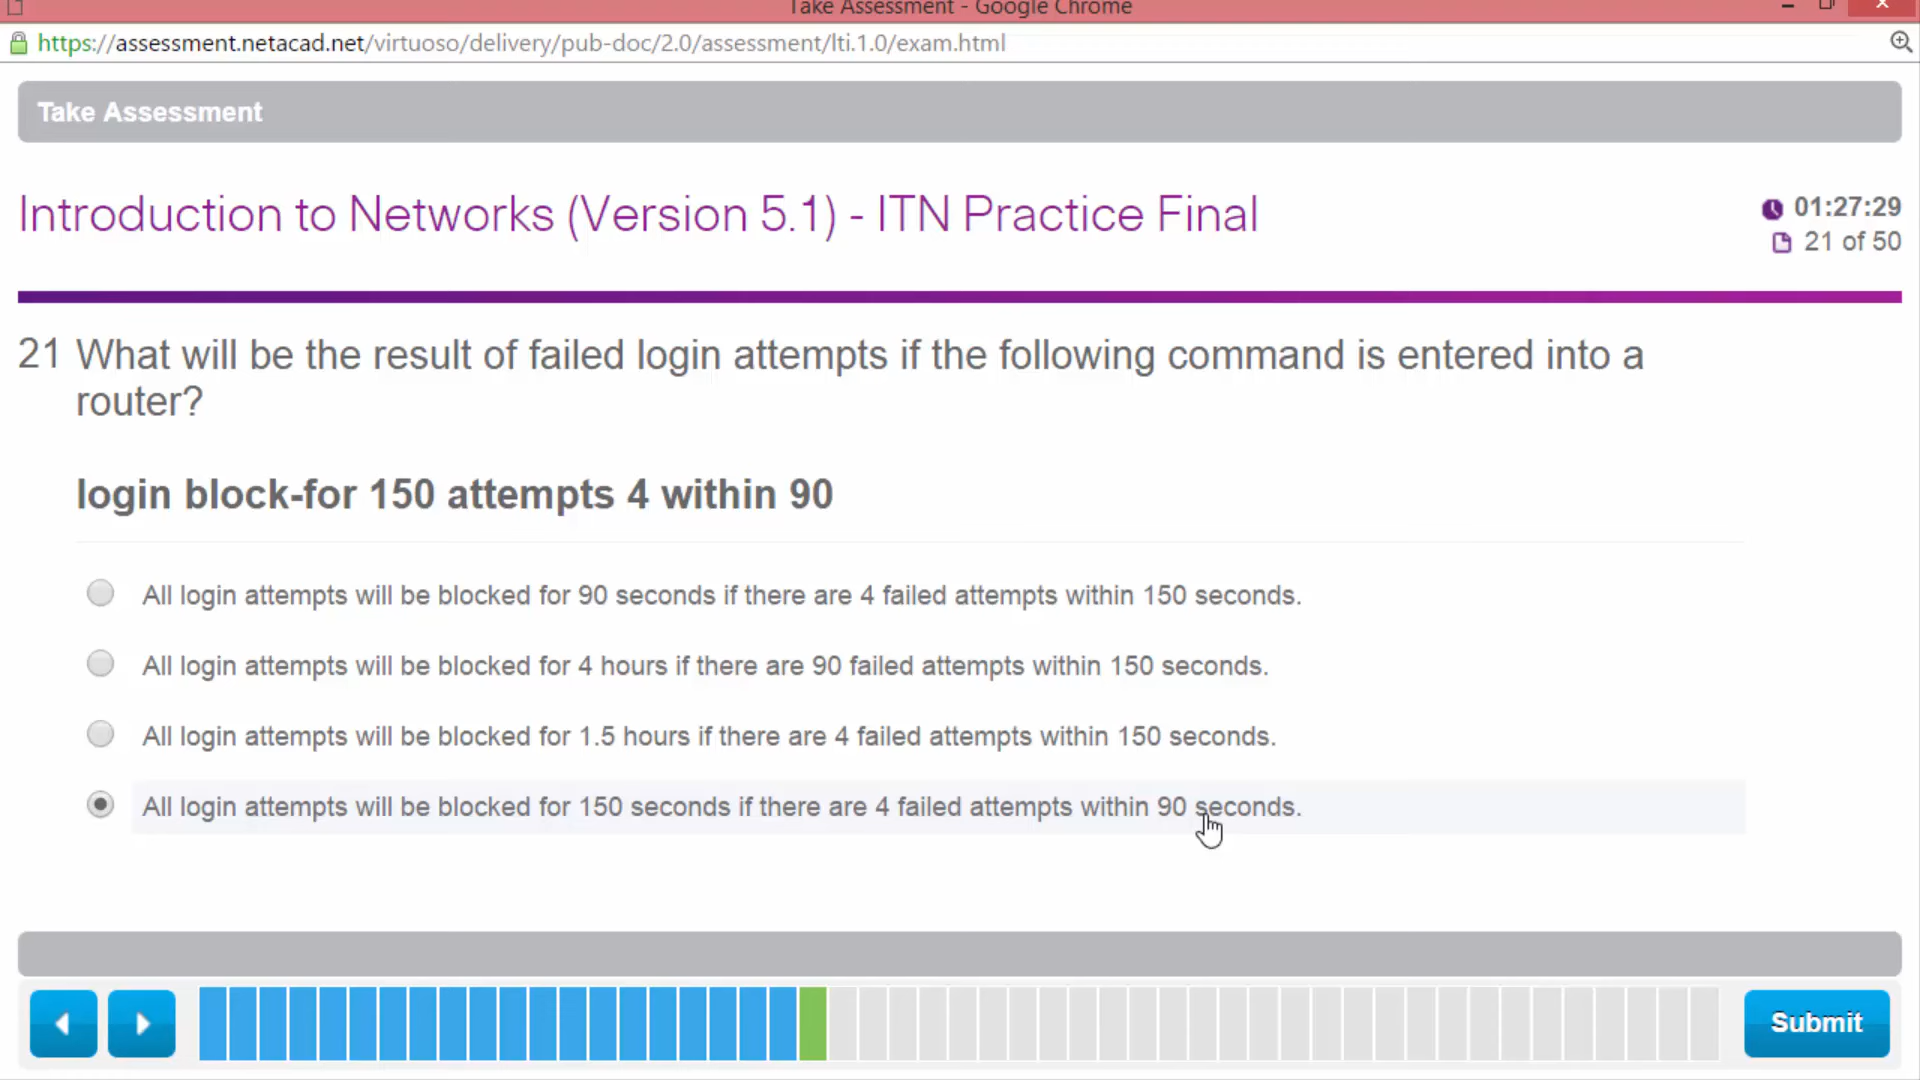 Take Assessment - Google Chrome
https://assessment.netacad.net/virtuoso/delivery/pub-doc/2.0/assessment/lti.1.0/exam.html
Take Assessment
Introduction to Networks (Version 5.1) - ITN Practice Final
01:27:29
21 of 50
21 What will be the result of failed login attempts if the following command is entered into a
router?
login block-for 150 attempts 4 within 90
All login attempts will be blocked for 90 seconds if there are 4 failed attempts within 150 seconds.
All login attempts will be blocked for 4 hours if there are 90 failed attempts within 150 seconds.
All login attempts will be blocked for 1.5 hours if there are 4 failed attempts within 150 seconds.
All login attempts will be blocked for 150 seconds if there are 4 failed attempts within 90 seconds.
Submit